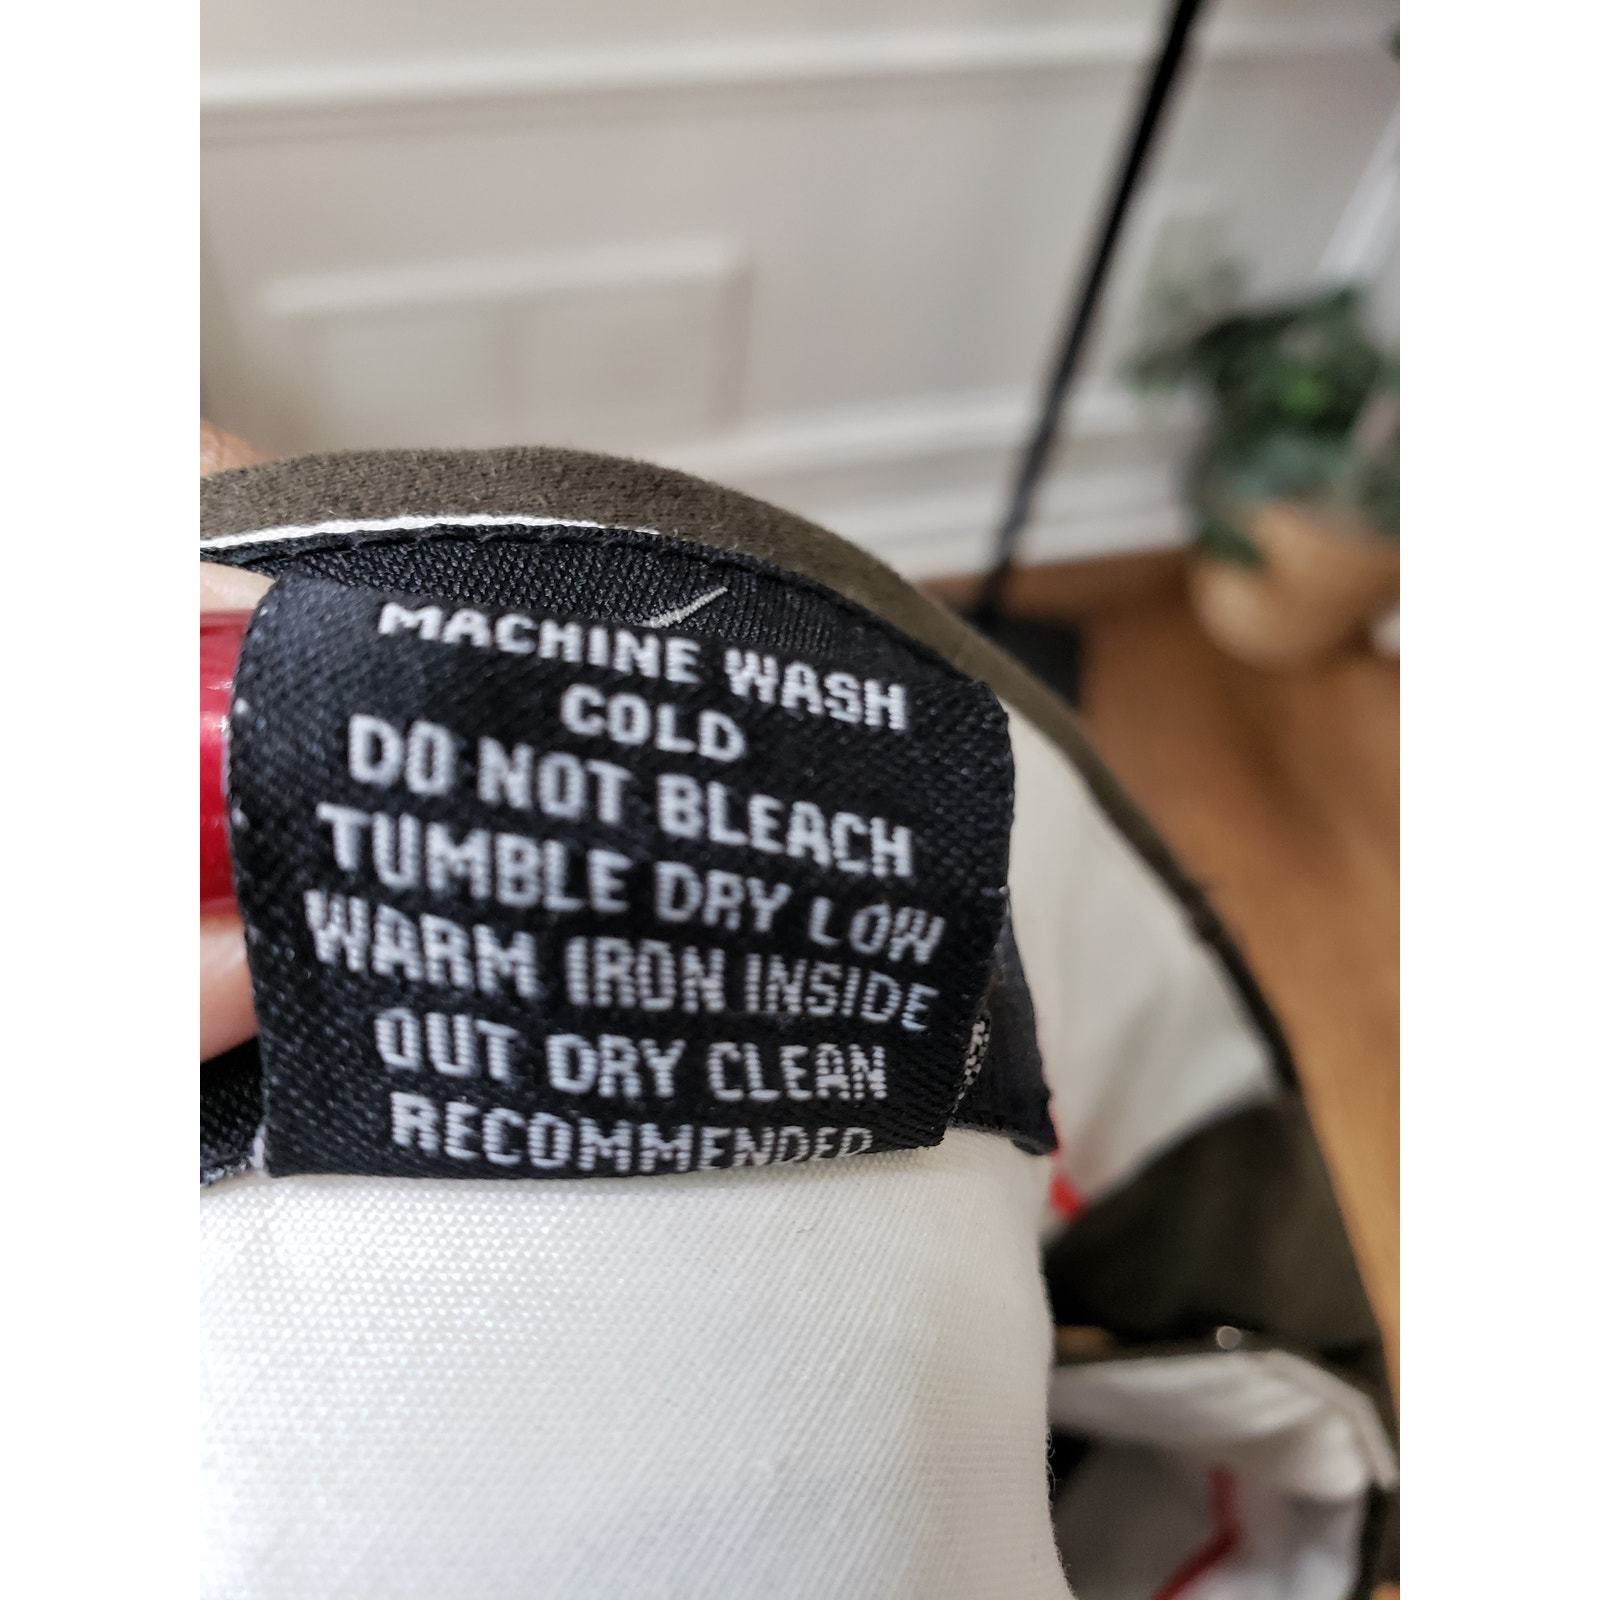 MACHINE WASH
COLD
DO NOT BLEACH
TUMBLE DRY LOW
WARM IRON INSIDE
OUT DRY CLEAN
RECOMMENDED